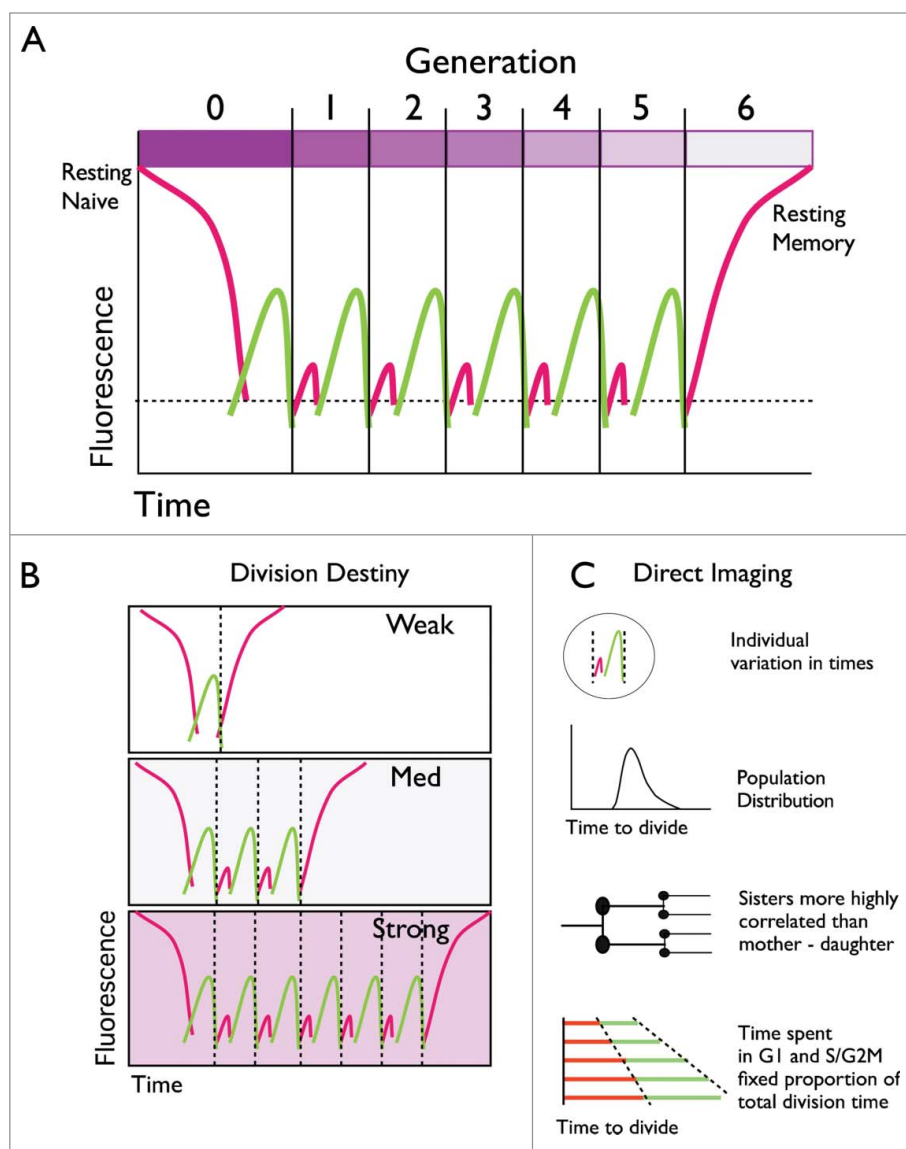 A
Generation
0 1 2 3 4 5 6
Resting
Naive
Resting
Memory
Fluorescence
Time
B
Division Destiny
Weak
Med
Strong
Fluorescence
Time
C
Direct Imaging
Individual
variation in times
Population
Distribution
Time to divide
Sisters more highly
correlated than
mother - daughter
Time spent
in G1 and S/G2M
fixed proportion of
total division time
Time to divide